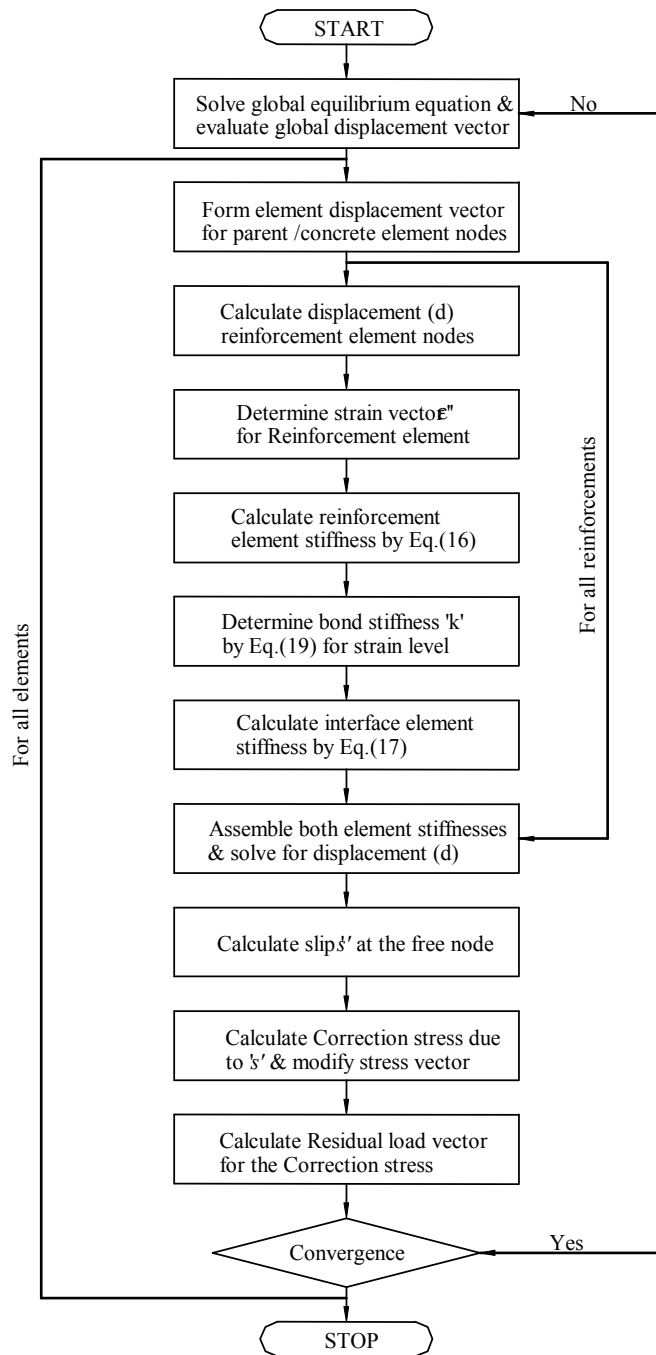 START
Solve global equilibrium equation &
evaluate global displacement vector
No
Form element displacement vector
for parent /concrete element nodes
Calculate displacement (d)
reinforcement element nodes
Determine strain vector ε"
for Reinforcement element
Calculate reinforcement
element stiffness by Eq.(16)
Determine bond stiffness 'k'
by Eq.(19) for strain level
Calculate interface element
stiffness by Eq.(17)
Assemble both element stiffnesses
& solve for displacement (d)
Calculate slip 's' at the free node
Calculate Correction stress due
to 's' & modify stress vector
Calculate Residual load vector
for the Correction stress
Convergence
Yes
STOP
For all elements
For all reinforcements